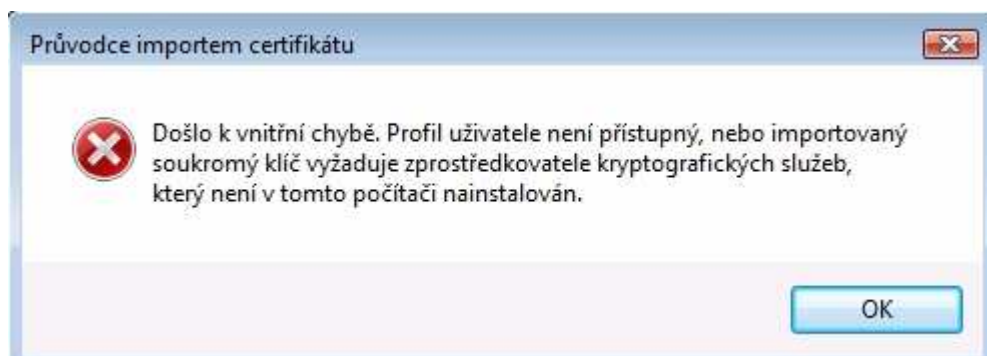 Průvodce importem certifikátu
Došlo k vnitřní chybě. Profil uživatele není přístupný, nebo importovaný
soukromý klíč vyžaduje zprostředkovatele kryptografických služeb,
který není v tomto počítači nainstalován.
OK